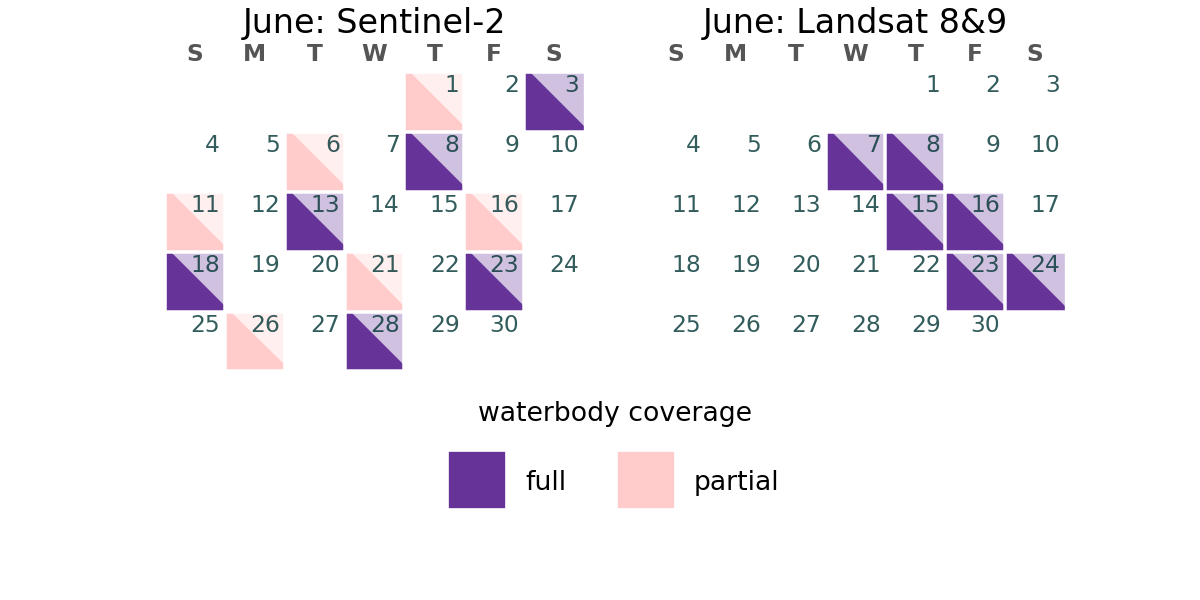 June: Sentinel-2
S M T W T F S
1 2 3
4 5 6 7 8 9 10
11 12 13 14 15 16 17
18 19 20 21 22 23 24
25 26 27 28 29 30
June: Landsat 8&9
S M T W T F S
1 2 3
4 5 6 7 8 9 10
11 12 13 14 15 16 17
18 19 20 21 22 23 24
25 26 27 28 29 30
waterbody coverage
full partial